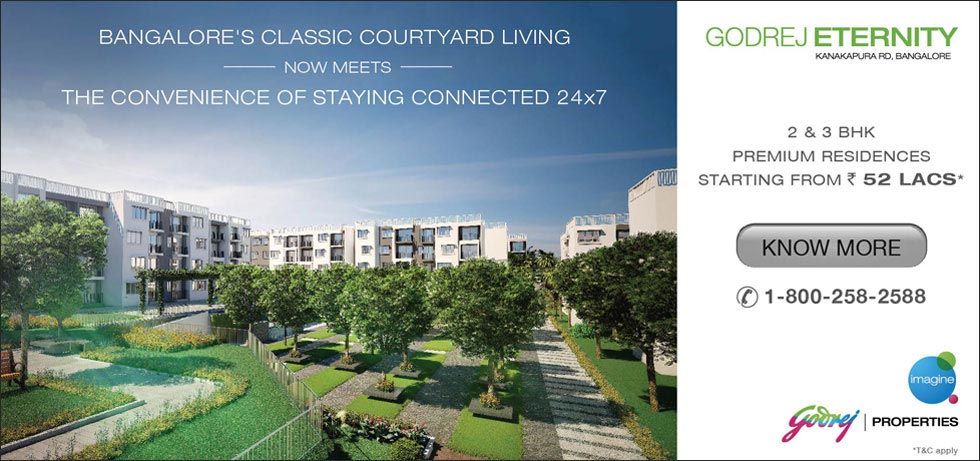 BANGALORE'S CLASSIC COURTYARD LIVING
NOW MEETS
THE CONVENIENCE OF STAYING CONNECTED 24x7
GODREJ ETERNITY
KANAKAPURA RD, BANGALORE
2 & 3 BHK
PREMIUM RESIDENCES
STARTING FROM ₹ 52 LACS*
KNOW MORE
1-800-258-2588
imagine
Godrej | PROPERTIES
*T&C apply